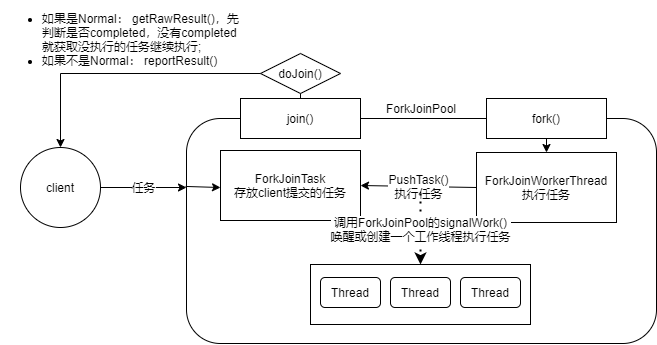 如果是Normal： getRawResult()，先
判断是否completed，没有completed
就获取没执行的任务继续执行;
如果不是Normal： reportResult()
doJoin()
join()
ForkJoinPool
fork()
client
任务
ForkJoinTask
存放client提交的任务
PushTask()
执行任务
ForkJoinWorkerThread
执行任务
调用ForkJoinPool的signalWork()
唤醒或创建一个工作线程执行任务
Thread
Thread
Thread